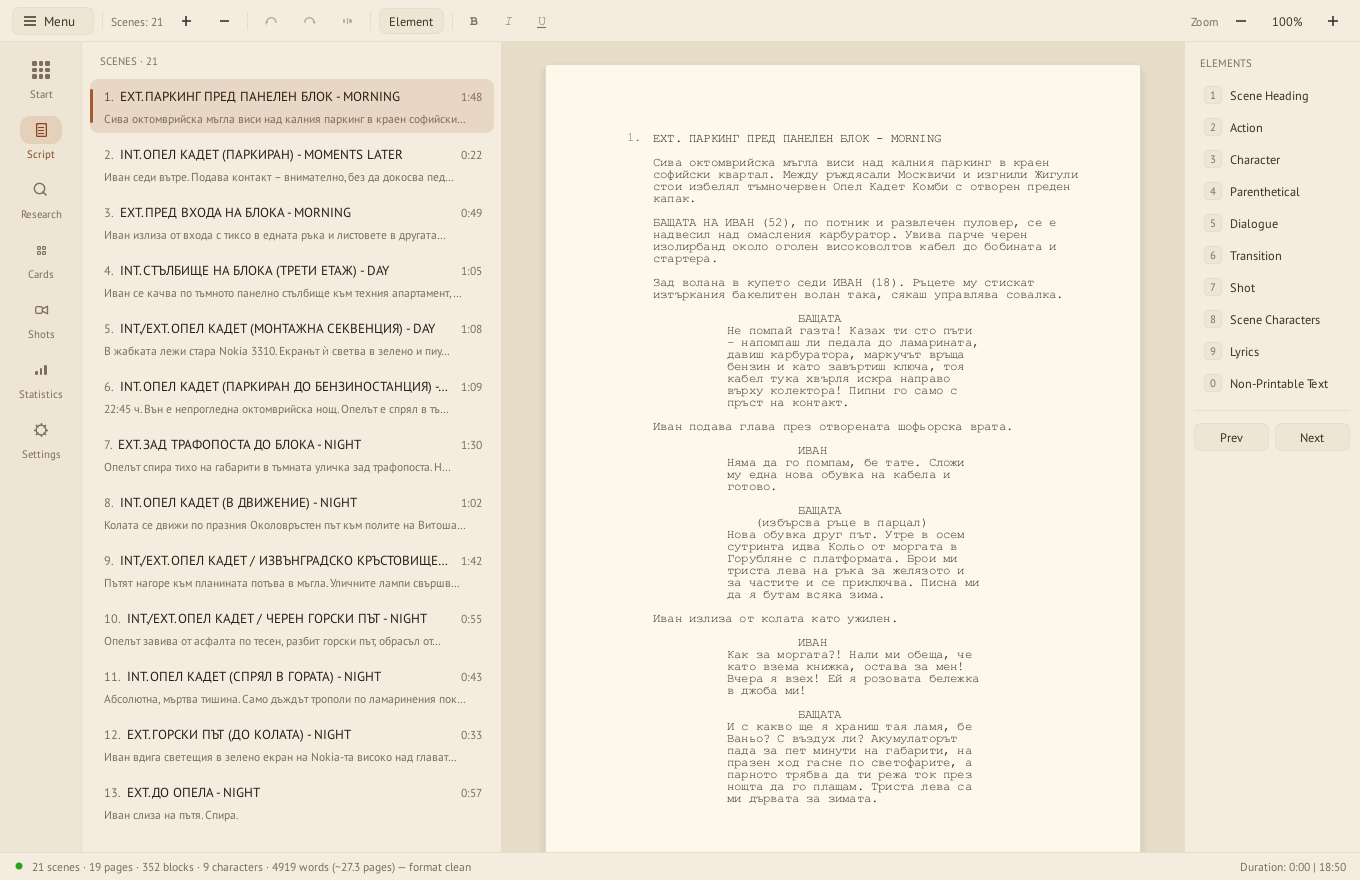 Menu
Scenes: 21
+
−
Element
B
I
U
Zoom
−
100%
+
Start
Script
Research
Cards
Shots
Statistics
Settings
SCENES · 21
1. EXT.ПАРКИНГ ПРЕД ПАНЕЛЕН БЛОК - MORNING 1:48
Сива октомврийска мъгла виси над калния паркинг в краен софийски...
2. INT.ОПЕЛ КАДЕТ (ПАРКИРАН) - MOMENTS LATER 0:22
Иван седи вътре. Подава контакт – внимателно, без да докосва пед...
3. EXT.ПРЕД ВХОДА НА БЛОКА - MORNING 0:49
Иван излиза от входа с тиксо в едната ръка и листовете в другата...
4. INT.СТЪЛБИЩЕ НА БЛОКА (ТРЕТИ ЕТАЖ) - DAY 1:05
Иван се качва по тъмното панелно стълбище към техния апартамент, ...
5. INT./EXT.ОПЕЛ КАДЕТ (МОНТАЖНА СЕКВЕНЦИЯ) - DAY 1:08
В жабката лежи стара Nokia 3310. Екранът ѝ светва в зелено и пиу...
6. INT.ОПЕЛ КАДЕТ (ПАРКИРАН ДО БЕНЗИНОСТАНЦИЯ) -... 1:09
22:45 ч. Вън е непрогледна октомврийска нощ. Опелът е спрял в тъ...
7. EXT.ЗАД ТРАФОПОСТА ДО БЛОКА - NIGHT 1:30
Опелът спира тихо на габарити в тъмната уличка зад трафопоста. Н...
8. INT.ОПЕЛ КАДЕТ (В ДВИЖЕНИЕ) - NIGHT 1:02
Колата се движи по празния Околовръстен път към полите на Витоша...
9. INT./EXT.ОПЕЛ КАДЕТ / ИЗВЪНГРАДСКО КРЪСТОВИЩЕ... 1:42
Пътят нагоре към планината потъва в мъгла. Уличните лампи свършв...
10. INT./EXT.ОПЕЛ КАДЕТ / ЧЕРЕН ГОРСКИ ПЪТ - NIGHT 0:55
Опелът завива от асфалта по тесен, разбит горски път, обрасъл от...
11. INT.ОПЕЛ КАДЕТ (СПРЯЛ В ГОРАТА) - NIGHT 0:43
Абсолютна, мъртва тишина. Само дъждът трополи по ламаринения пок...
12. EXT.ГОРСКИ ПЪТ (ДО КОЛАТА) - NIGHT 0:33
Иван вдига светещия в зелено екран на Nokia-та високо над глават...
13. EXT.ДО ОПЕЛА - NIGHT 0:57
Иван слиза на пътя. Спира.
1. EXT. ПАРКИНГ ПРЕД ПАНЕЛЕН БЛОК - MORNING
Сива октомврийска мъгла виси над калния паркинг в краен
софийски квартал. Между ръждясали Москвичи и изгнили Жигули
стои избелял тъмночервен Опел Кадет Комби с отворен преден
капак.
БАЩАТА НА ИВАН (52), по потник и развлечен пуловер, се е
надвесил над омасления карбуратор. Увива парче черен
изолирбанд около оголен високоволтов кабел до бобината и
стартера.
Зад волана в купето седи ИВАН (18). Ръцете му стискат
изтъркания бакелитен волан така, сякаш управлява совалка.
БАЩАТА
Не помпай газта! Казах ти сто пъти
– напомпаш ли педала до ламарината,
давиш карбуратора, маркучът връща
бензин и като завъртиш ключа, тоя
кабел тука хвърля искра направо
върху колектора! Пипни го само с
пръст на контакт.
Иван подава глава през отворената шофьорска врата.
ИВАН
Няма да го помпам, бе тате. Сложи
му една нова обувка на кабела и
готово.
БАЩАТА
(избърсва ръце в парцал)
Нова обувка друг път. Утре в осем
сутринта идва Кольо от моргата в
Горубляне с платформата. Брои ми
триста лева на ръка за желязото и
за частите и се приключва. Писна ми
да я бутам всяка зима.
Иван излиза от колата като ужилен.
ИВАН
Как за моргата?! Нали ми обеща, че
като взема книжка, остава за мен!
Вчера я взех! Ей я розовата бележка
в джоба ми!
БАЩАТА
И с какво ще я храниш тая ламя, бе
Ваньо? С въздух ли? Акумулаторът
пада за пет минути на габарити, на
празен ход гасне по светофарите, а
парното трябва да ти режа ток през
нощта да го плащам. Триста лева са
ми дървата за зимата.
ELEMENTS
1 Scene Heading
2 Action
3 Character
4 Parenthetical
5 Dialogue
6 Transition
7 Shot
8 Scene Characters
9 Lyrics
0 Non-Printable Text
Prev
Next
21 scenes · 19 pages · 352 blocks · 9 characters · 4919 words (~27.3 pages) — format clean
Duration: 0:00 | 18:50